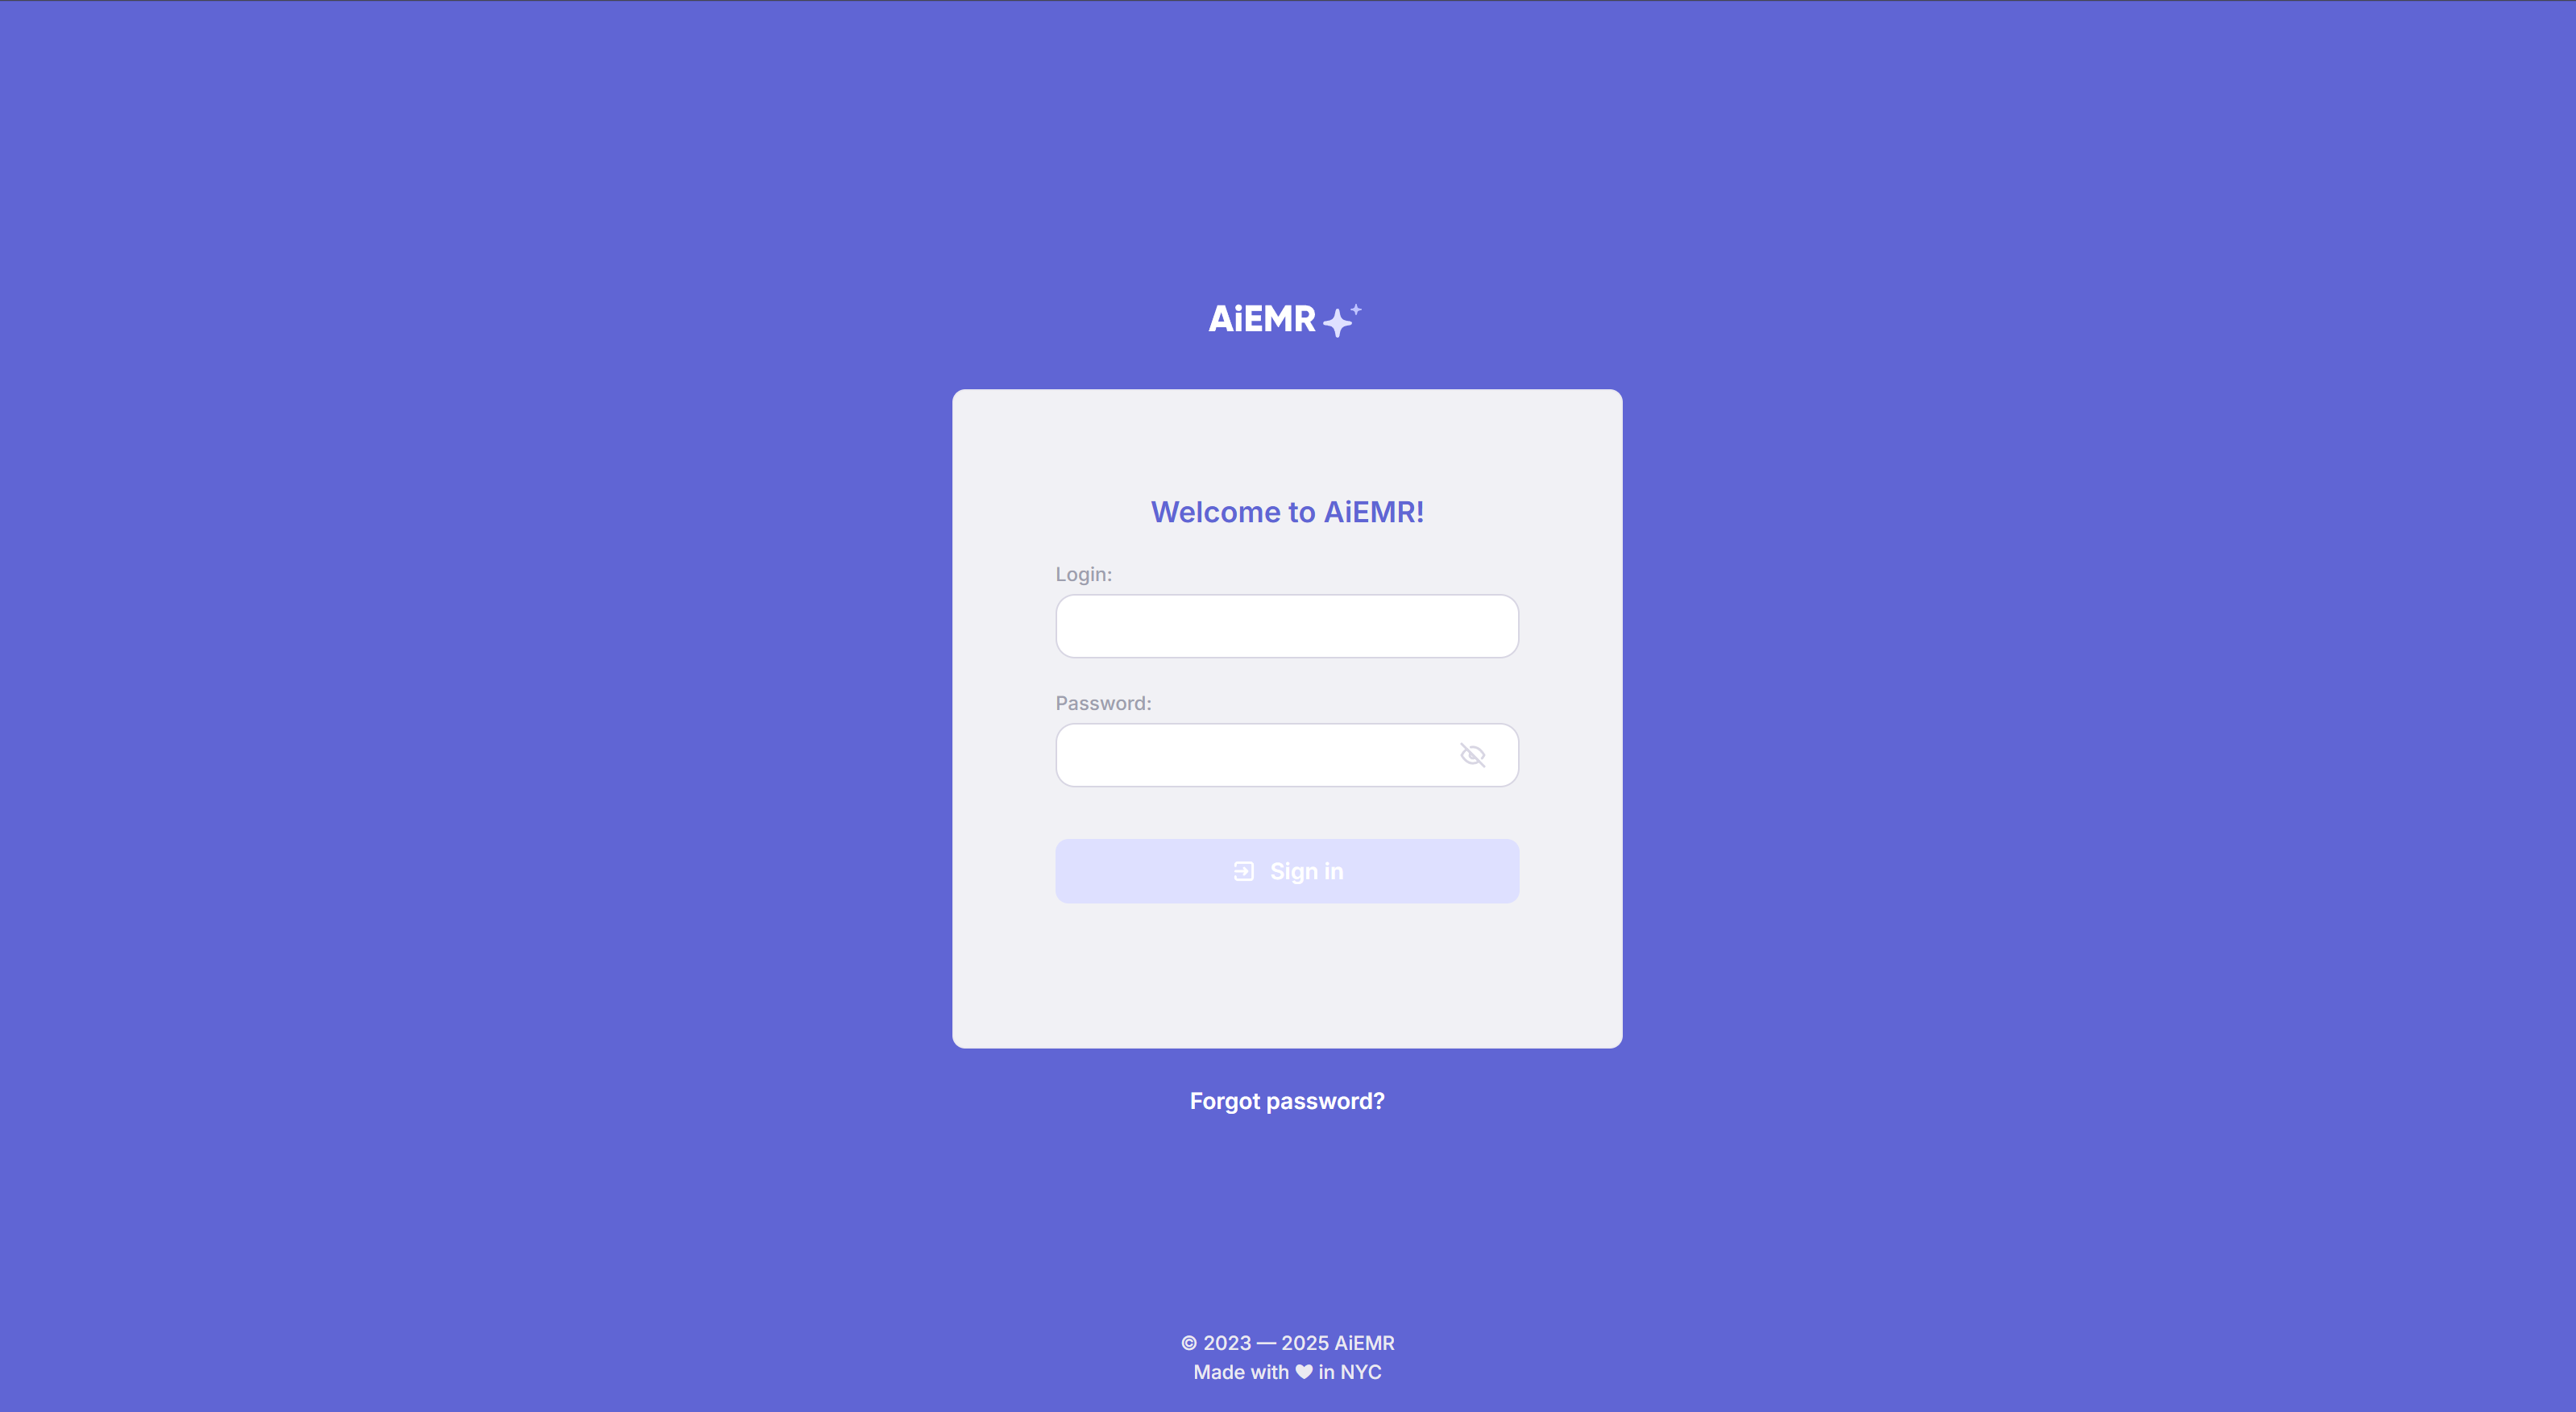 AiEMR
Welcome to AiEMR!
Login:
Password:
Sign in
Forgot password?
© 2023 — 2025 AiEMR
Made with ♥ in NYC